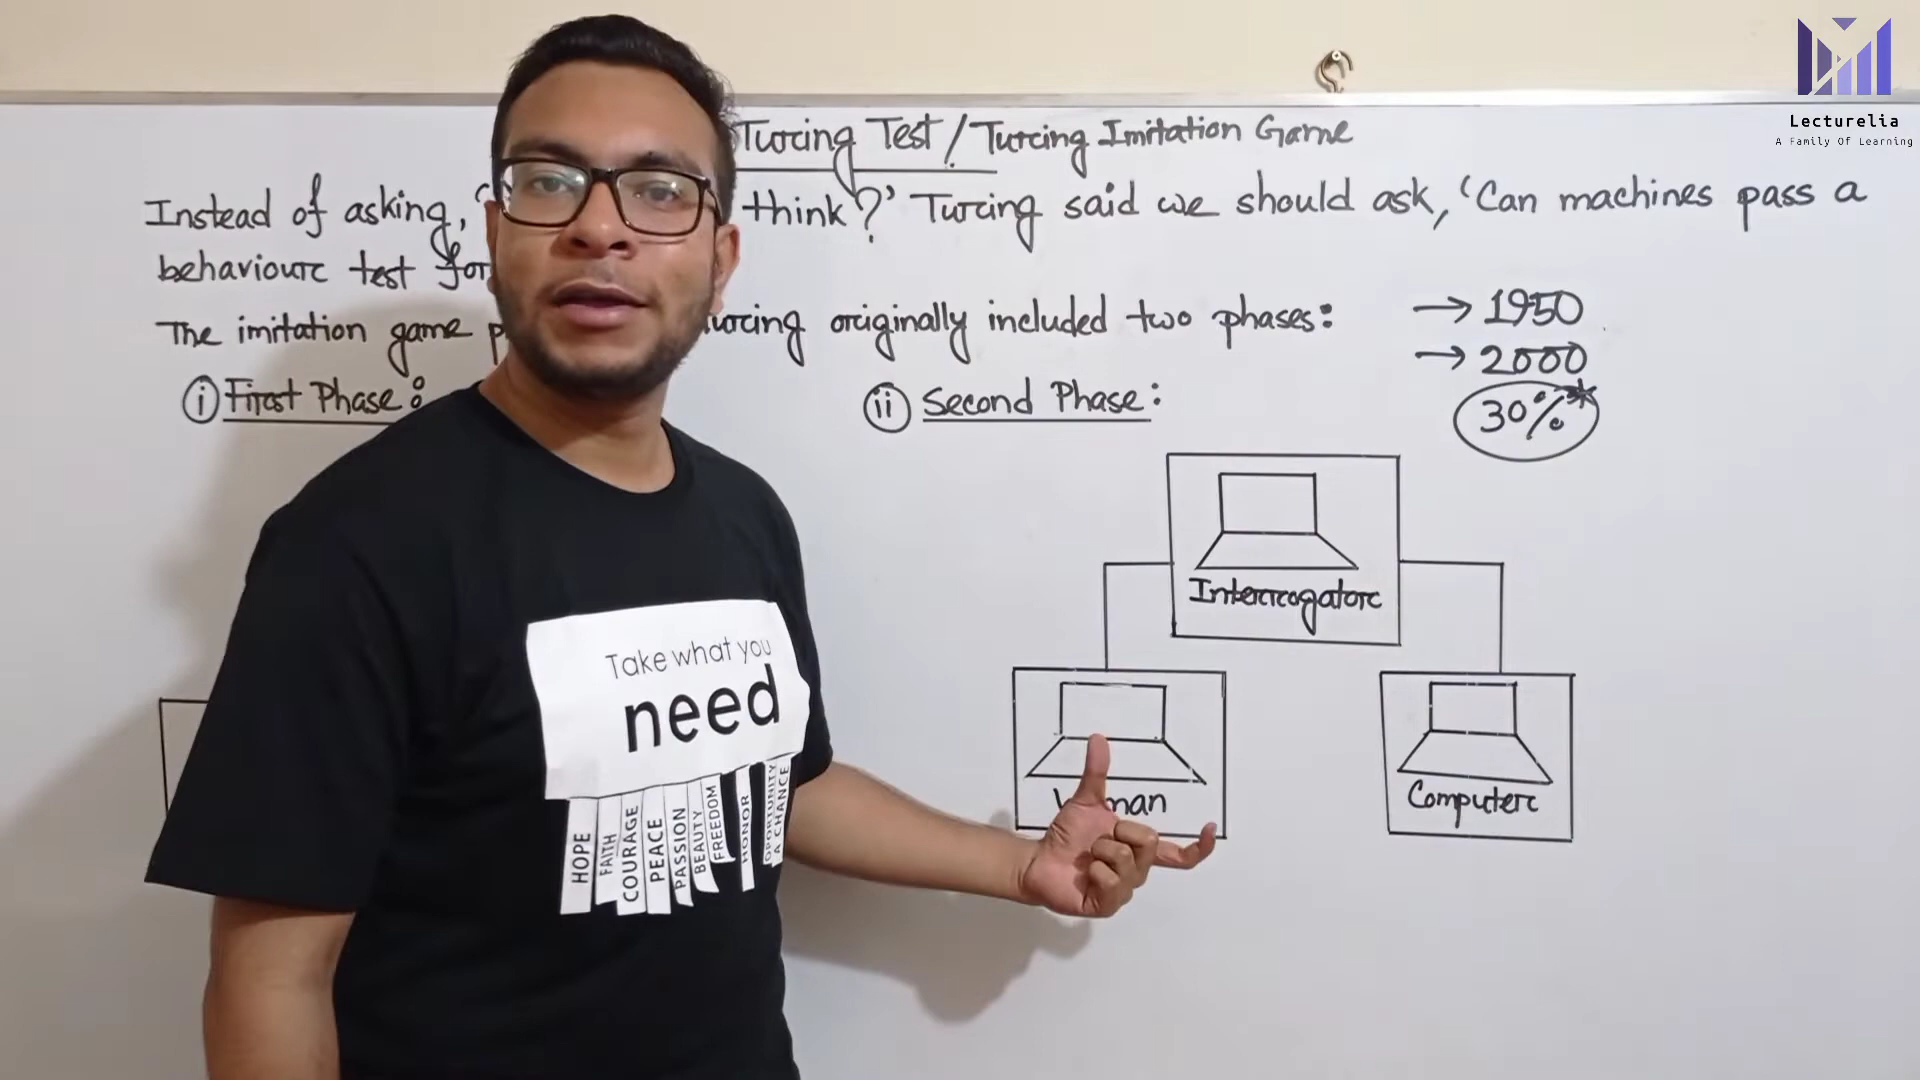 Lecturelia
A Family Of Learning
Turing Test / Turing Imitation Game
Instead of asking, ' think?' Turing said we should ask, 'Can machines pass a
behaviour test for
The imitation game Turing originally included two phases:
→ 1950
→ 2000
30%*
i First Phase:
ii Second Phase:
Interrogator
Computer
Take what you
need
HOPE
FAITH
COURAGE
PEACE
PASSION
BEAUTY
FREEDOM
HONOR
OPORTUNITY
A CHANCE